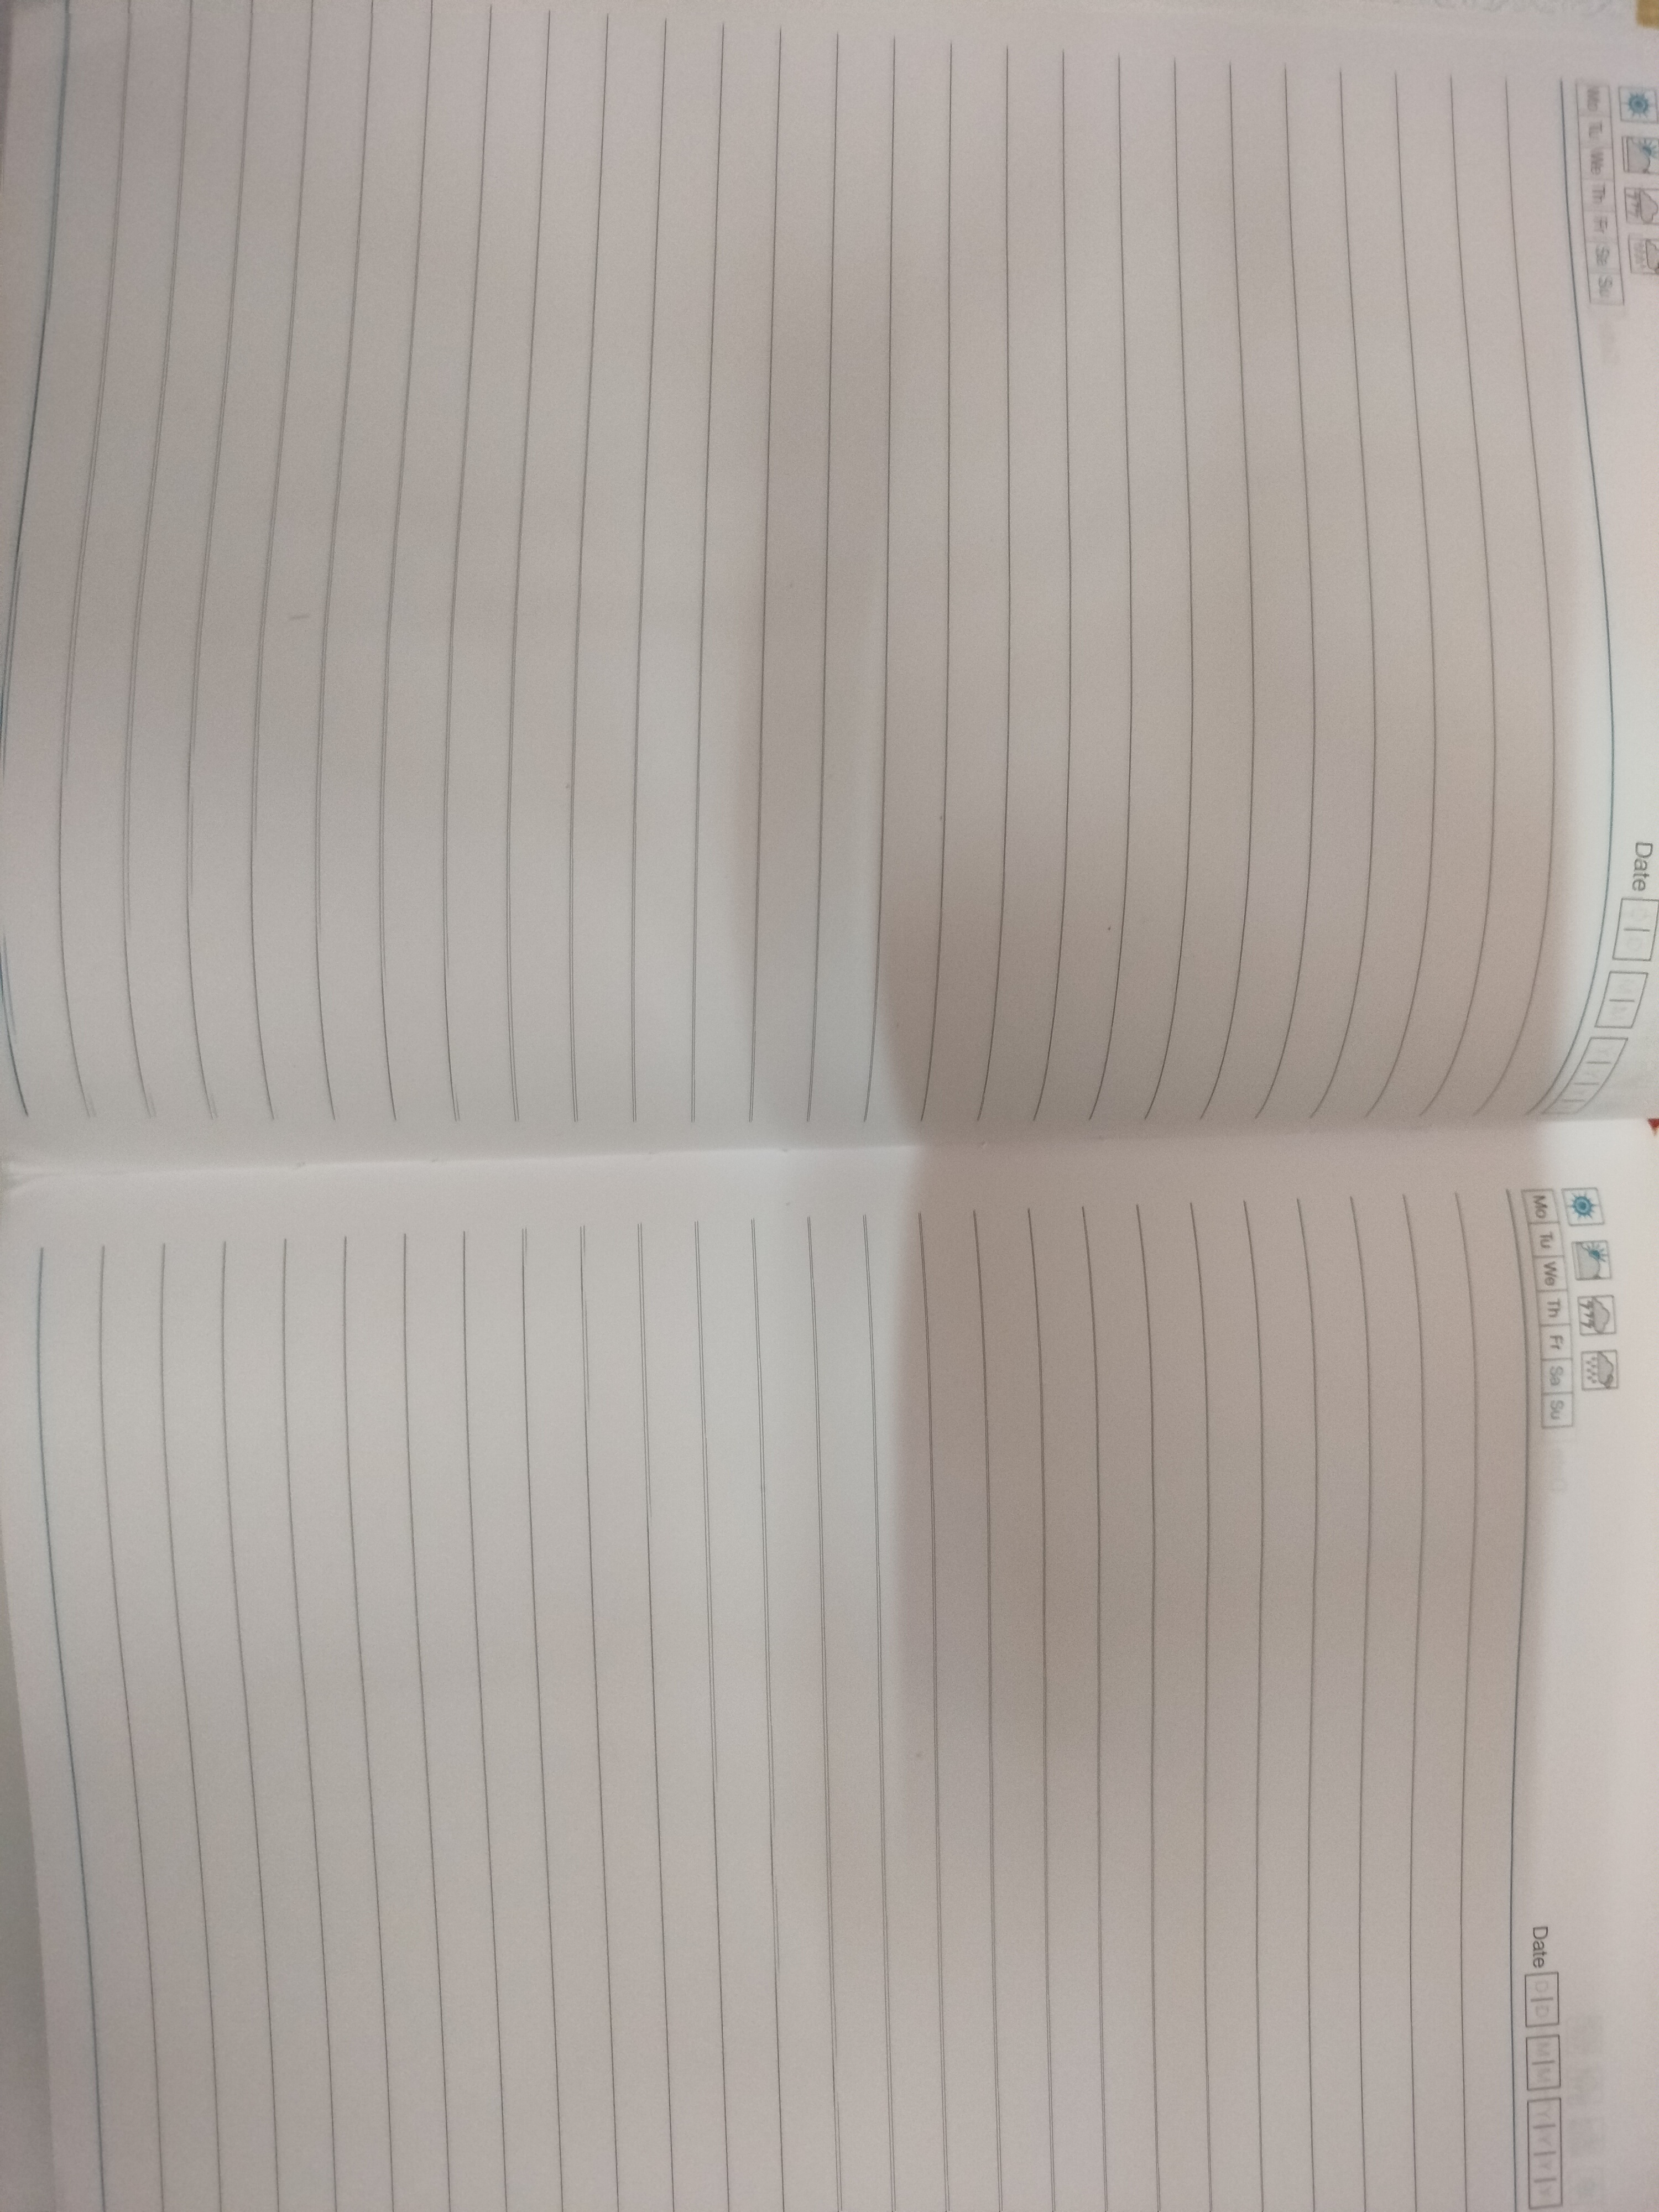 Mo Tu We Th Fr Sa Su
Date
Mo Tu We Th Fr Sa Su
Date D D M M Y Y Y Y